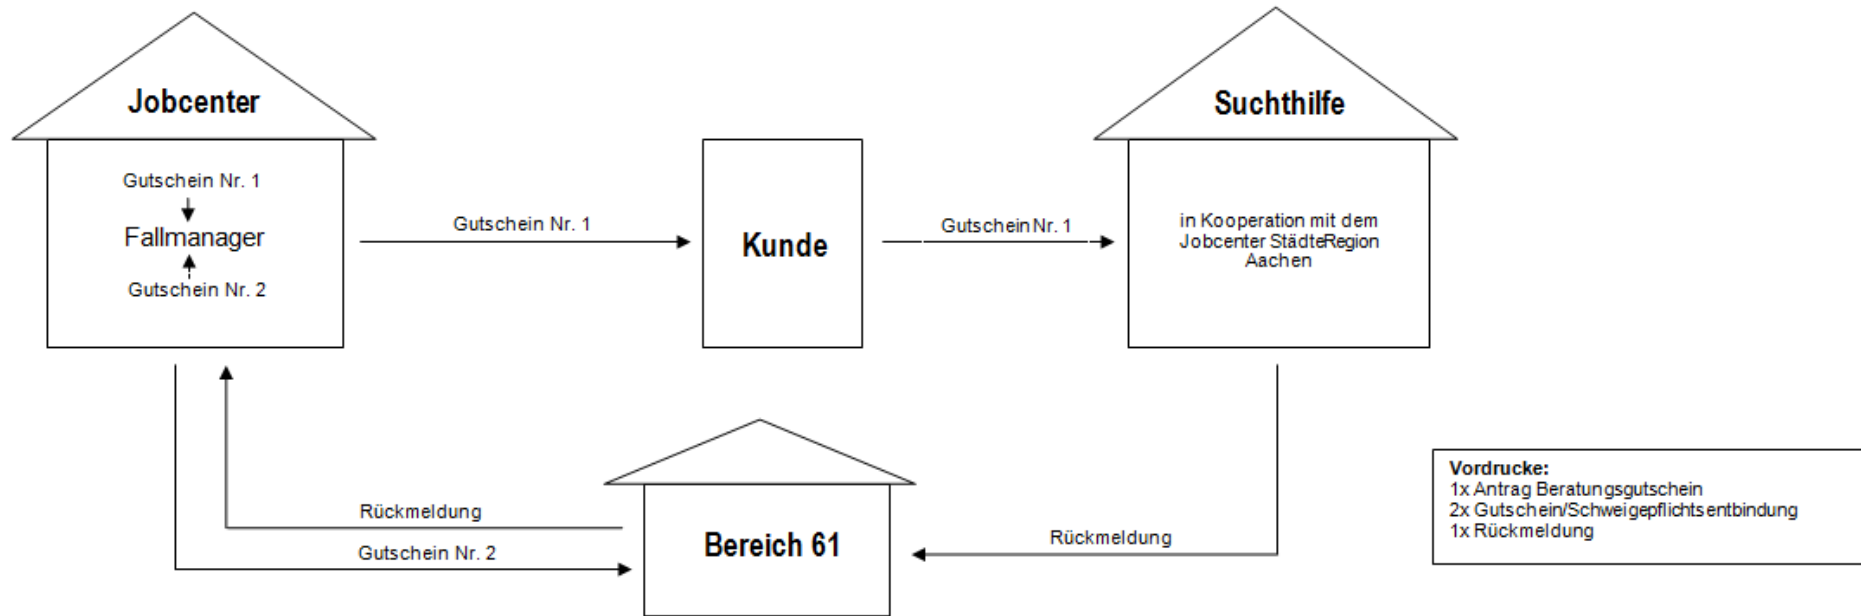 Jobcenter
Gutschein Nr. 1
Fallmanager
Gutschein Nr. 2
Gutschein Nr. 1
Kunde
Gutschein Nr. 1
Suchthilfe
in Kooperation mit dem
Jobcenter StädteRegion
Aachen
Rückmeldung
Gutschein Nr. 2
Bereich 61
Rückmeldung
Vordrucke:
1x Antrag Beratungsgutschein
2x Gutschein/Schweigepflichtsentbindung
1x Rückmeldung